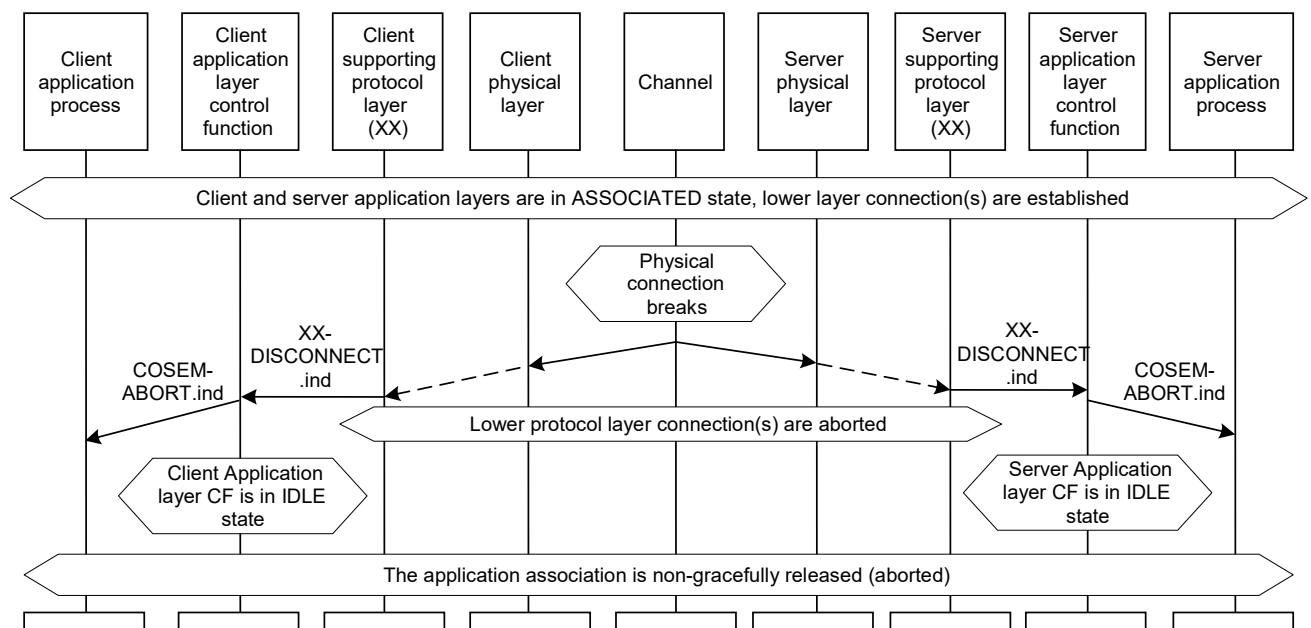 Client
application
process
Client
application
layer
control
function
Client
supporting
protocol
layer
(XX)
Client
physical
layer
Channel
Server
physical
layer
Server
supporting
protocol
layer
(XX)
Server
application
layer
control
function
Server
application
process
Client and server application layers are in ASSOCIATED state, lower layer connection(s) are established
Physical
connection
breaks
COSEM-
ABORT.ind
XX-
DISCONNECT
.ind
XX-
DISCONNECT
.ind
COSEM-
ABORT.ind
Lower protocol layer connection(s) are aborted
Client Application
layer CF is in IDLE
state
Server Application
layer CF is in IDLE
state
The application association is non-gracefully released (aborted)